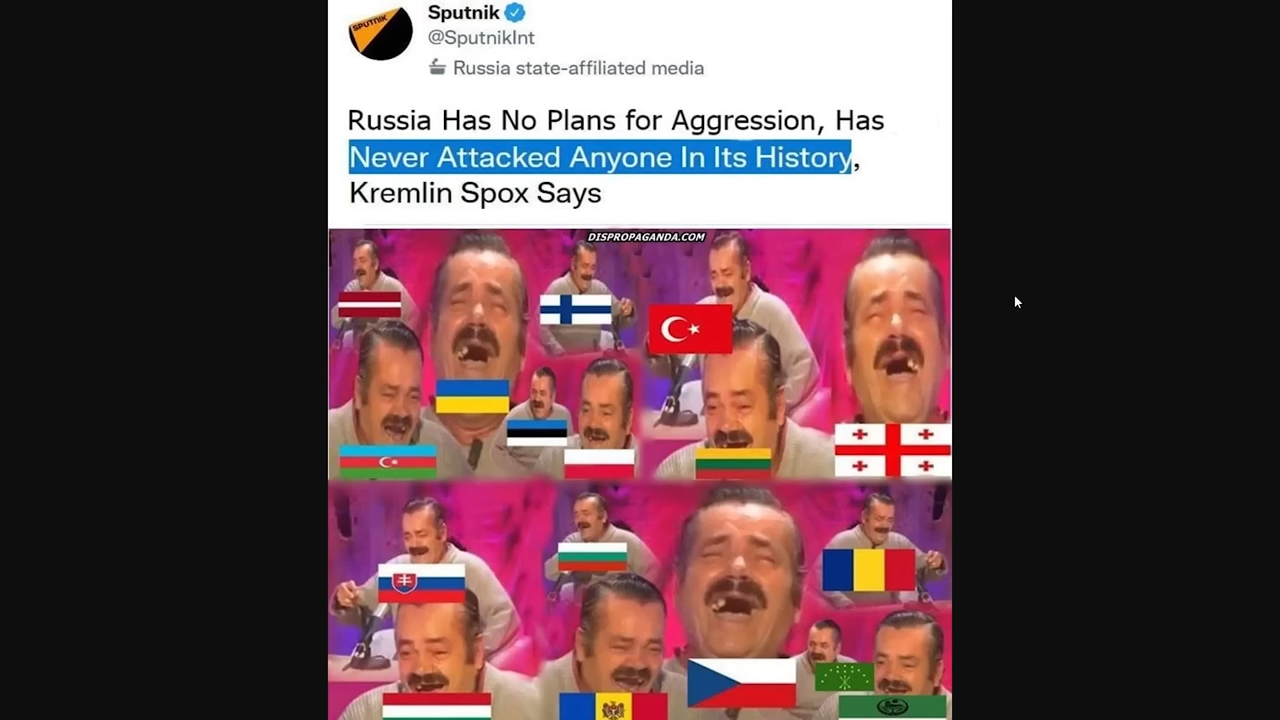 SPUTNIK
Sputnik
@SputnikInt
Russia state-affiliated media
Russia Has No Plans for Aggression, Has
Never Attacked Anyone In Its History,
Kremlin Spox Says
DISPROPAGANDA.COM